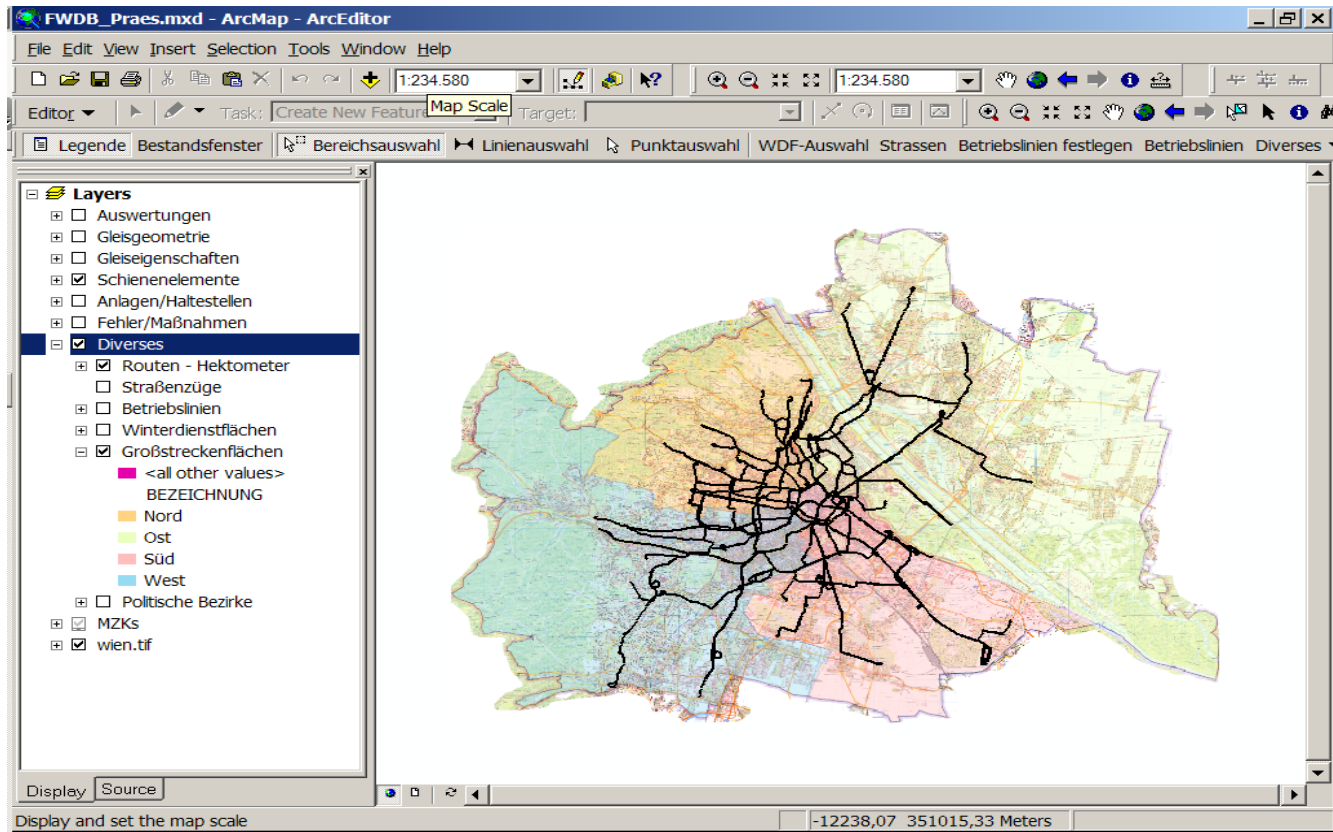 FWDB_Praes.mxd - ArcMap - ArcEditor
File Edit View Insert Selection Tools Window Help
1:234.580 1:234.580
Editor Task: Create New Feature Target:
Map Scale
Legende Bestandsfenster Bereichsauswahl Linienauswahl Punktauswahl WDF-Auswahl Strassen Betriebslinien festlegen Betriebslinien Diverses
Layers
Auswertungen
Gleisgeometrie
Gleiseigenschaften
Schienenelemente
Anlagen/Haltestellen
Fehler/Maßnahmen
Diverses
Routen - Hektometer
Straßenzüge
Betriebslinien
Winterdienstflächen
Großstreckenflächen
<all other values>
BEZEICHNUNG
Nord
Ost
Süd
West
Politische Bezirke
MZKs
wien.tif
Display Source
Display and set the map scale -12238,07 351015,33 Meters